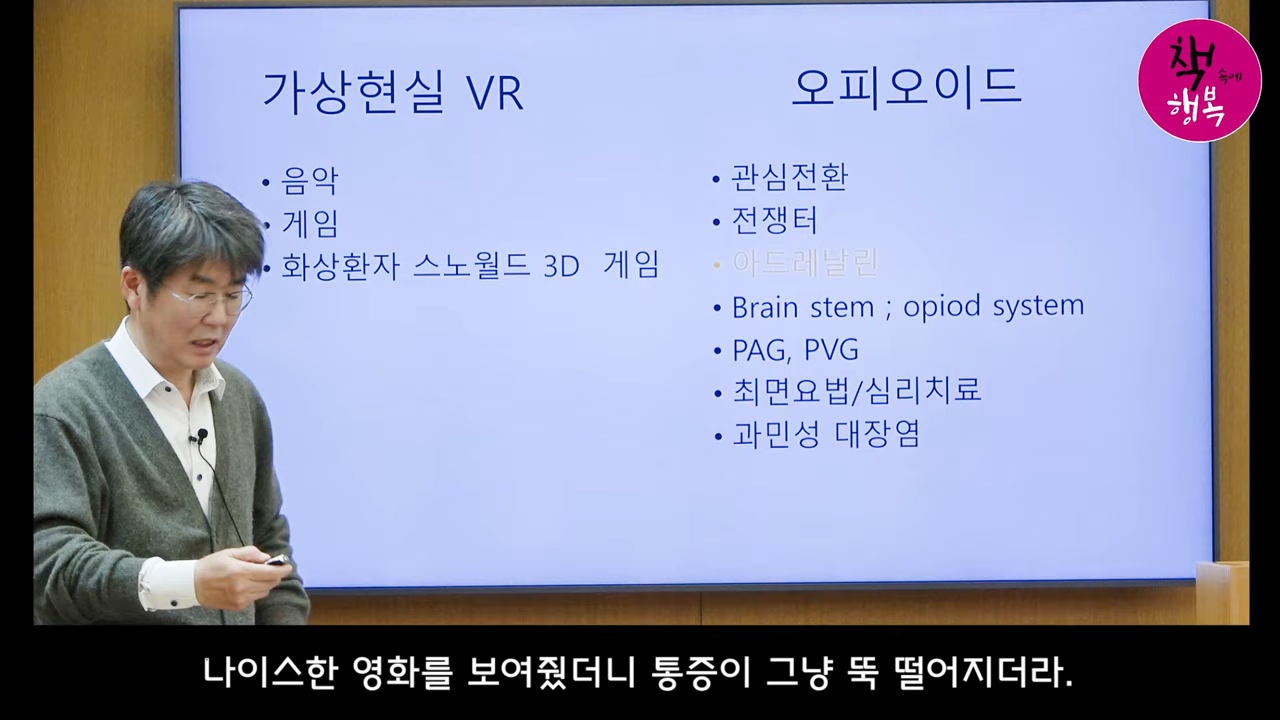 가상현실 VR
• 음악
• 게임
• 화상환자 스노월드 3D 게임
오피오이드
• 관심전환
• 전쟁터
• 아드레날린
• Brain stem ; opiod system
• PAG, PVG
• 최면요법/심리치료
• 과민성 대장염
책
속에
행복
나이스한 영화를 보여줬더니 통증이 그냥 뚝 떨어지더라.